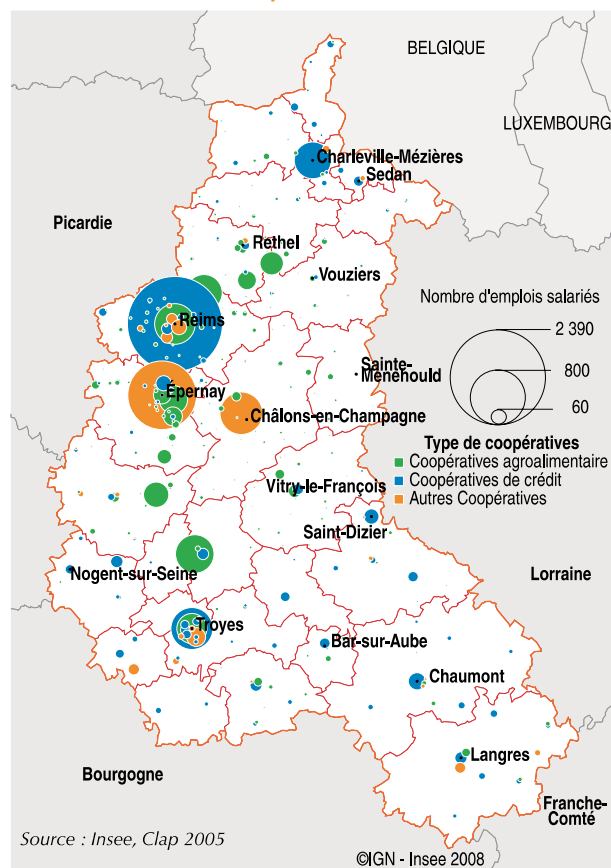 BELGIQUE
LUXEMBOURG
Charleville-Mézières
Sedan
Picardie
Rethel
Vouziers
Nombre d'emplois salariés
2 390
800
60
Reims
Sainte-
Menehould
Épernay
Châlons-en-Champagne
Type de coopératives
Coopératives agroalimentaire
Coopératives de crédit
Autres Coopératives
Vitry-le-François
Saint-Dizier
Nogent-sur-Seine
Lorraine
Troyes
Bar-sur-Aube
Chaumont
Langres
Bourgogne
Franche-
Comté
Source : Insee, Clap 2005
©IGN - Insee 2008